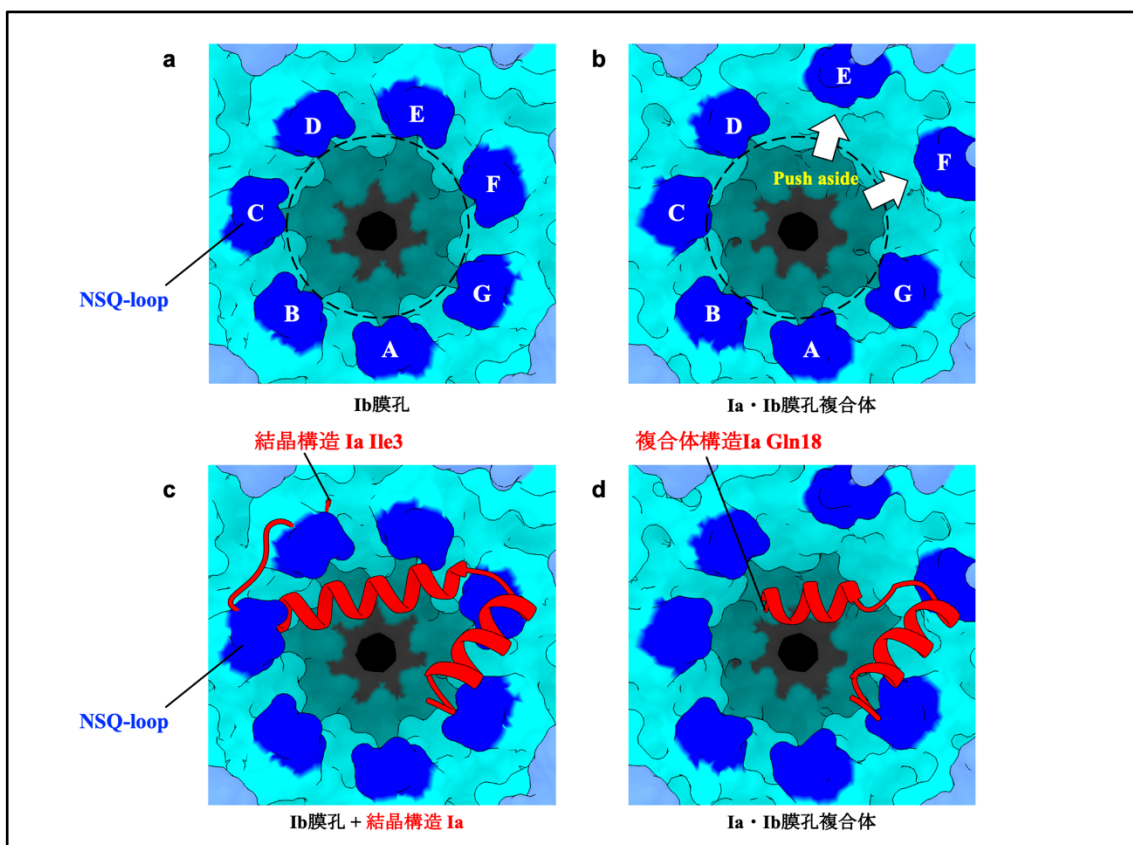 a
b
E
D
E
D
Push aside
F
F
C
C
NSQ-loop
G
G
B
B
A
A
Ib膜孔
Ia・Ib膜孔複合体
結晶構造 Ia Ile3
複合体構造Ia Gln18
c
d
NSQ-loop
Ib膜孔 + 結晶構造 Ia
Ia・Ib膜孔複合体